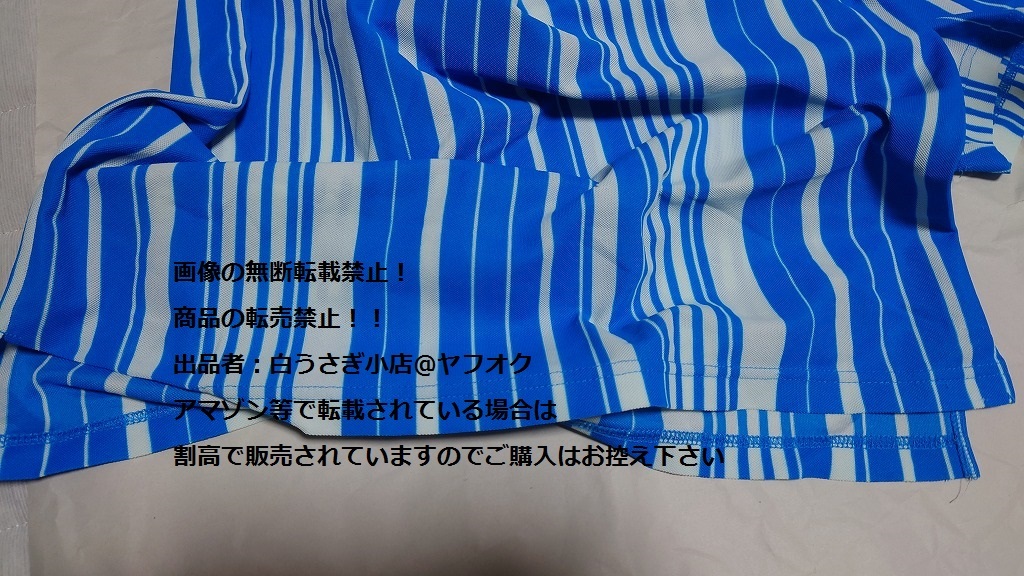 画像の無断転載禁止！
商品の転売禁止！！
出品者：白うさぎ小店@ヤフオク
アマゾン等で転載されている場合は
割高で販売されていますのでご購入はお控え下さい